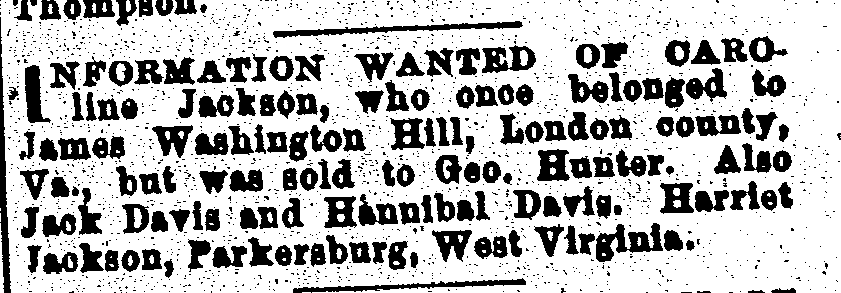 Thompson.
INFORMATION WANTED OF CARO-
line Jackson, who once belonged to
James Washington Hill, London county,
Va., but was sold to Geo. Hunter. Also
Jack Davis and Hannibal Davis. Harriet
Jackson, Parkersburg, West Virginia.